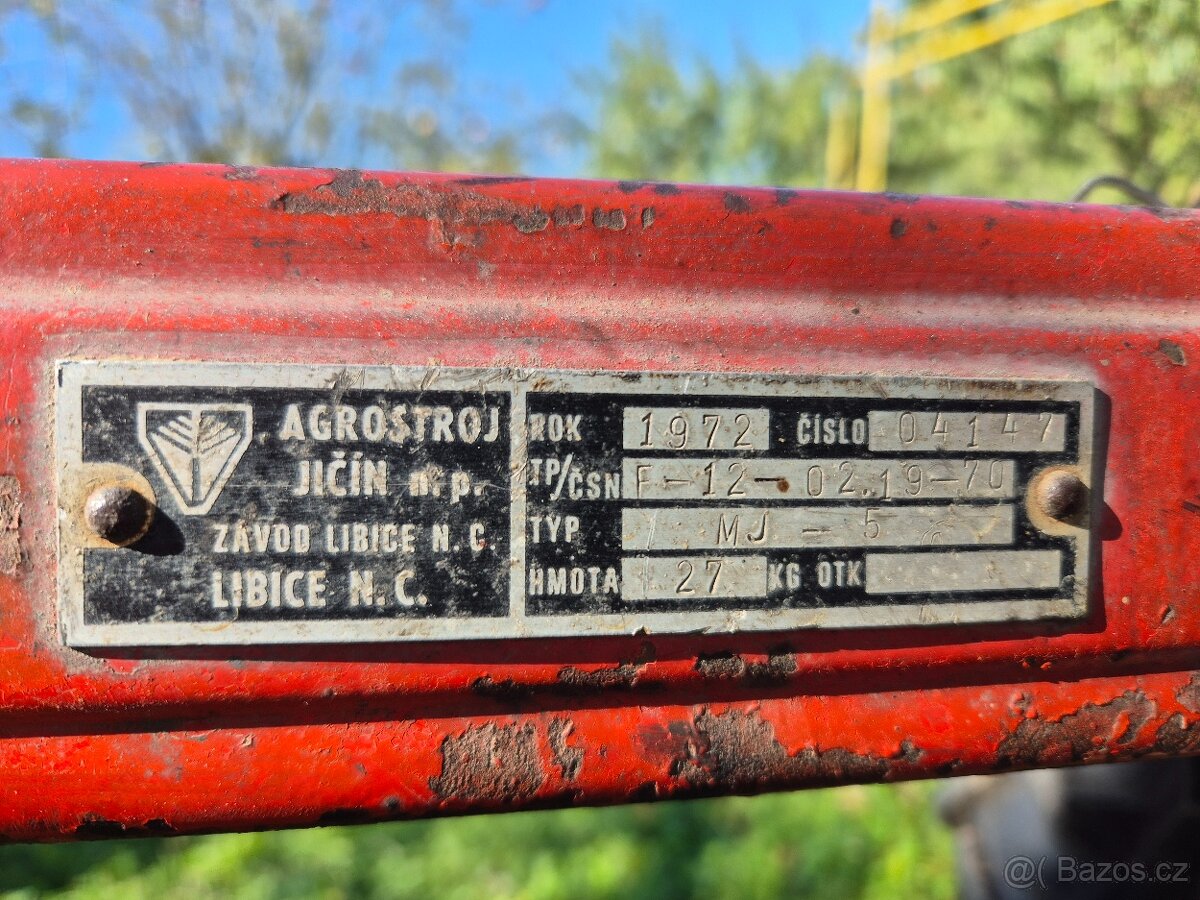 AGROSTROJ
JIČÍN n.p.
ZÁVOD LIBICE N. C.
LIBICE N. C.
ROK 1972 ČÍSLO 04147
TP/ČSN F-12-02.19-70
TYP MJ - 5
HMOTA 27 KG OTK
@ Bazos.cz